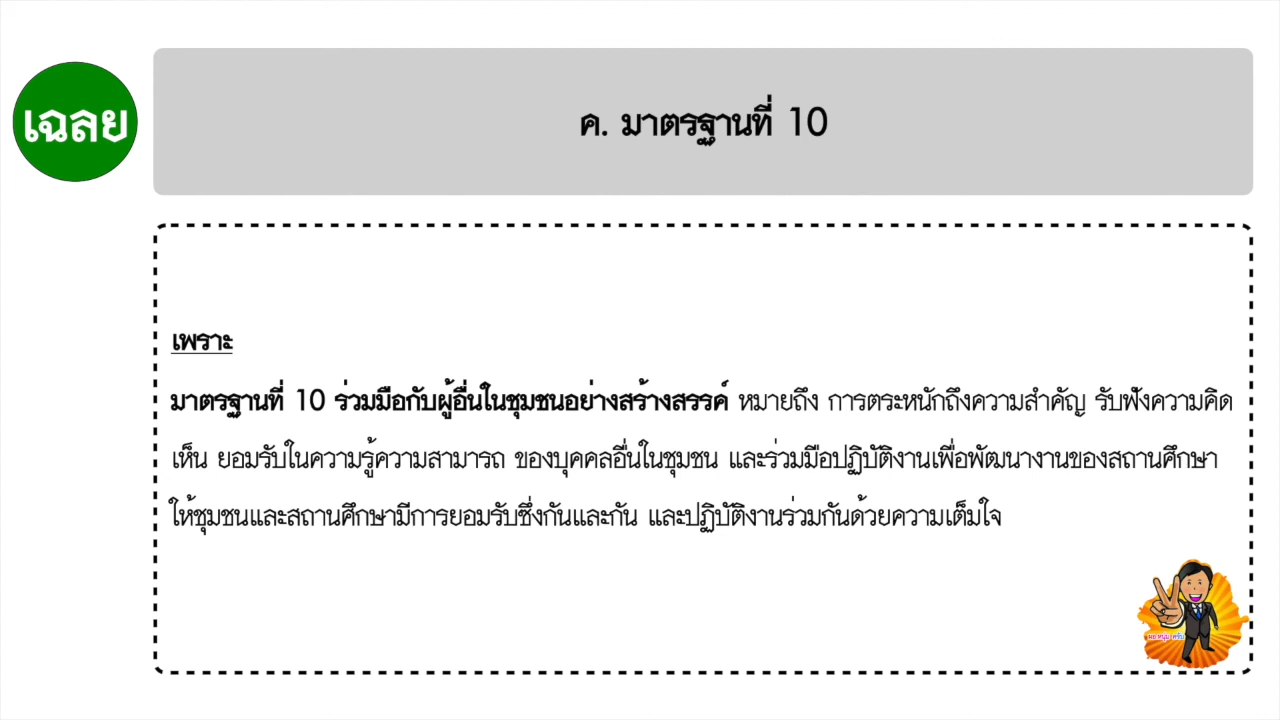 เฉลย
ค. มาตรฐานที่ 10
เพราะ
มาตรฐานที่ 10 ร่วมมือกับผู้อื่นในชุมชนอย่างสร้างสรรค์ หมายถึง การตระหนักถึงความสำคัญ รับฟังความคิด
เห็น ยอมรับในความรู้ความสามารถ ของบุคคลอื่นในชุมชน และร่วมมือปฏิบัติงานเพื่อพัฒนางานของสถานศึกษา
ให้ชุมชนและสถานศึกษามีการยอมรับซึ่งกันและกัน และปฏิบัติงานร่วมกันด้วยความเต็มใจ